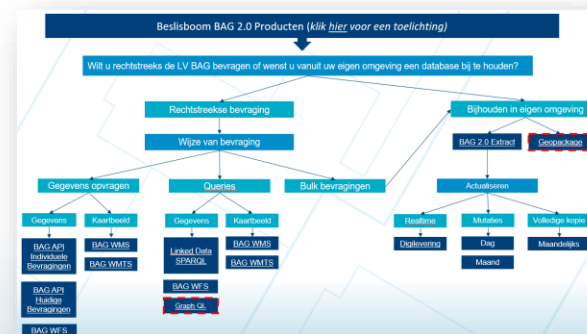 Beslisboom BAG 2.0 Producten (klik hier voor een toelichting)
Wilt u rechtstreeks de LV BAG bevragen of wenst u vanuit uw eigen omgeving een database bij te houden?
Rechtstreekse bevraging
Bijhouden in eigen omgeving
Wijze van bevraging
BAG 2.0 Extract
Geopackage
Gegevens opvragen
Queries
Bulk bevragingen
Actualiseren
Gegevens
Kaartbeeld
Gegevens
Kaartbeeld
Realtime
Mutaties
Volledige kopie
BAG API
Individuele
Bevragingen
BAG WMS
BAG WMTS
Linked Data
SPARQL
BAG WMS
BAG WMTS
Digilevering
Dag
Maandelijks
Maand
BAG API
Huidige
Bevragingen
BAG WFS
Graph QL
BAG WFS